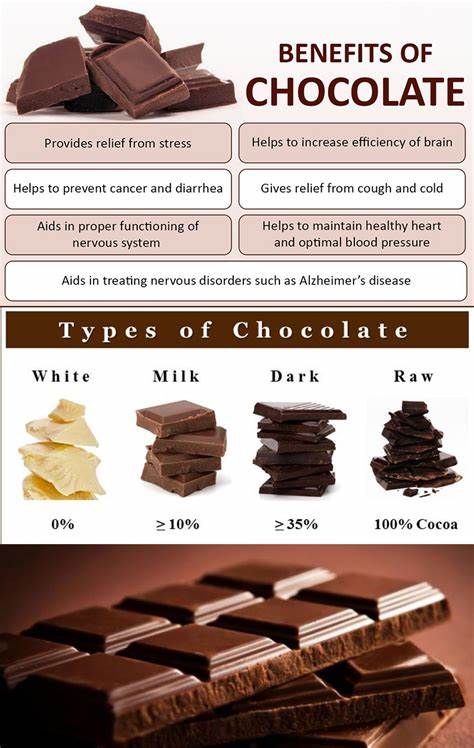 BENEFITS OF
CHOCOLATE
Provides relief from stress
Helps to increase efficiency of brain
Helps to prevent cancer and diarrhea
Gives relief from cough and cold
Aids in proper functioning of
nervous system
Helps to maintain healthy heart
and optimal blood pressure
Aids in treating nervous disorders such as Alzheimer's disease
Types of Chocolate
White
Milk
Dark
Raw
0%
≥ 10%
≥ 35%
100% Cocoa